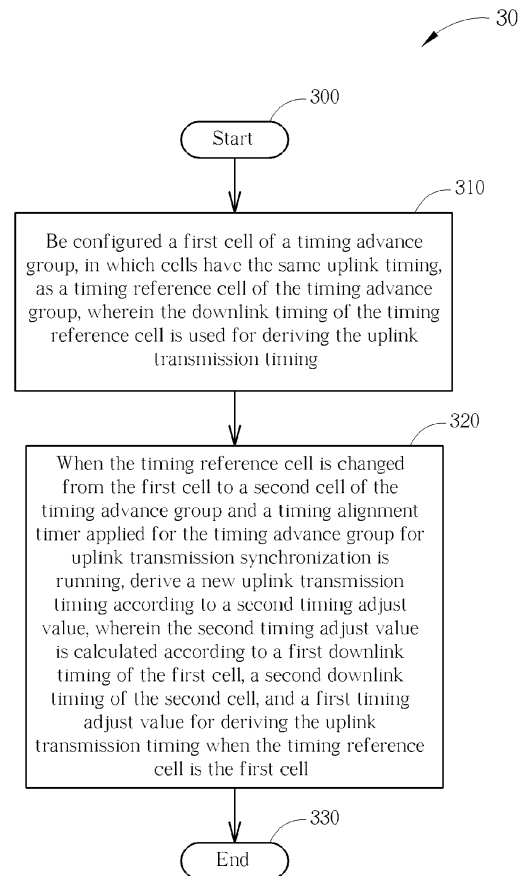 30
300
Start
310
Be configured a first cell of a timing advance
group, in which cells have the same uplink timing,
as a timing reference cell of the timing advance
group, wherein the downlink timing of the timing
reference cell is used for deriving the uplink
transmission timing
320
When the timing reference cell is changed
from the first cell to a second cell of the
timing advance group and a timing alignment
timer applied for the timing advance group for
uplink transmission synchronization is
running, derive a new uplink transmission
timing according to a second timing adjust
value, wherein the second timing adjust value
is calculated according to a first downlink
timing of the first cell, a second downlink
timing of the second cell, and a first timing
adjust value for deriving the uplink
transmission timing when the timing reference
cell is the first cell
330
End